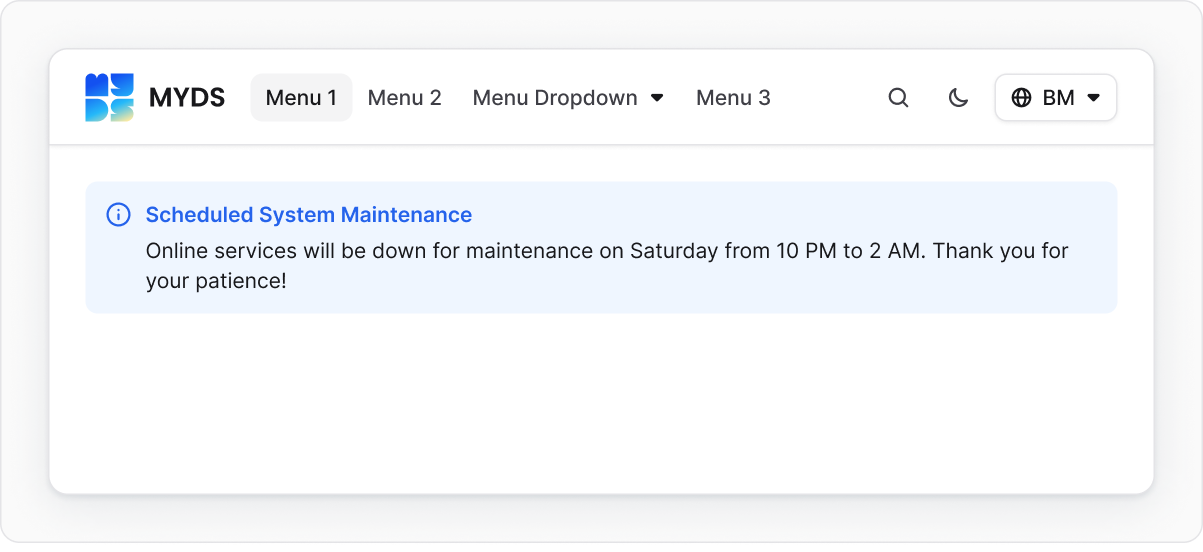 MYDS Menu 1 Menu 2 Menu Dropdown Menu 3 BM
Scheduled System Maintenance
Online services will be down for maintenance on Saturday from 10 PM to 2 AM. Thank you for
your patience!